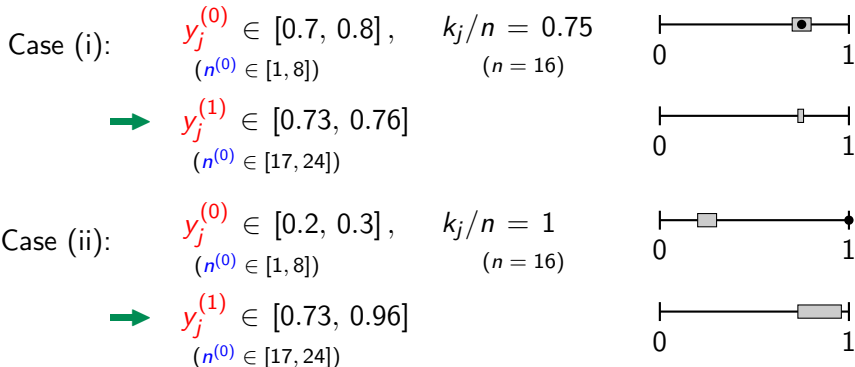 Case (i): y_j^(0) ∈ [0.7, 0.8], k_j/n = 0.75
(n^(0) ∈ [1, 8]) (n = 16)
0 1
y_j^(1) ∈ [0.73, 0.76]
(n^(0) ∈ [17, 24])
0 1
Case (ii): y_j^(0) ∈ [0.2, 0.3], k_j/n = 1
(n^(0) ∈ [1, 8]) (n = 16)
0 1
y_j^(1) ∈ [0.73, 0.96]
(n^(0) ∈ [17, 24])
0 1